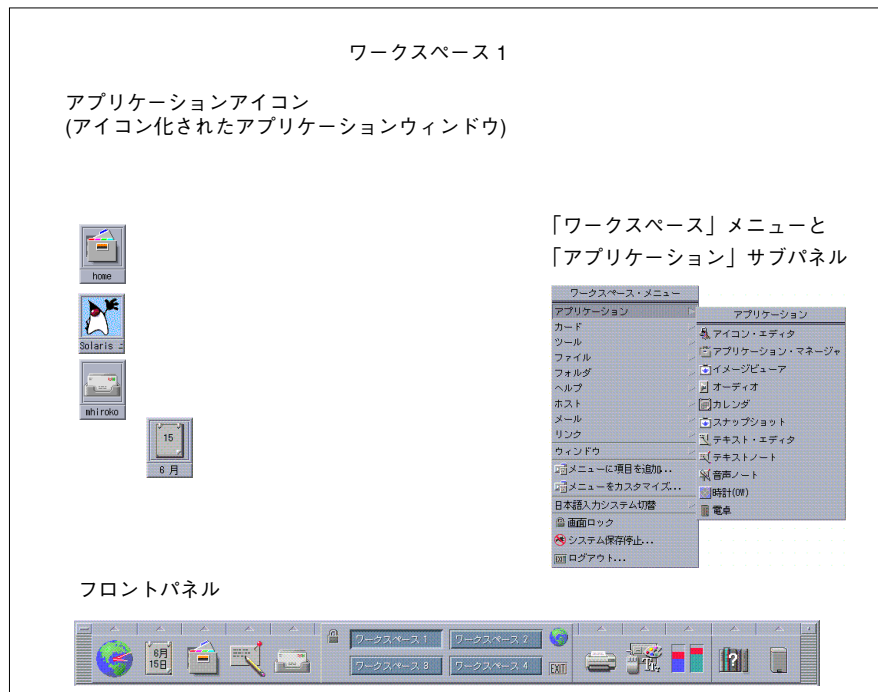 ワークスペース 1
アプリケーションアイコン
(アイコン化されたアプリケーションウィンドウ)
「ワークスペース」メニューと
「アプリケーション」サブパネル
home
Solaris
mhiroko
15
6 月
ワークスペース・メニュー
アプリケーション
カード
ツール
ファイル
フォルダ
ヘルプ
ホスト
メール
リンク
ウィンドウ
メニューに項目を追加...
メニューをカスタマイズ...
日本語入力システム切替
画面ロック
システム保存停止...
EXIT ログアウト...
アプリケーション
アイコン・エディタ
アプリケーション・マネージャ
イメージビューア
オーディオ
カレンダ
スナップショット
テキスト・エディタ
テキストノート
音声ノート
時計(OW)
電卓
フロントパネル
6月
15日
ワークスペース 1
ワークスペース 2
ワークスペース 3
ワークスペース 4
EXIT
?